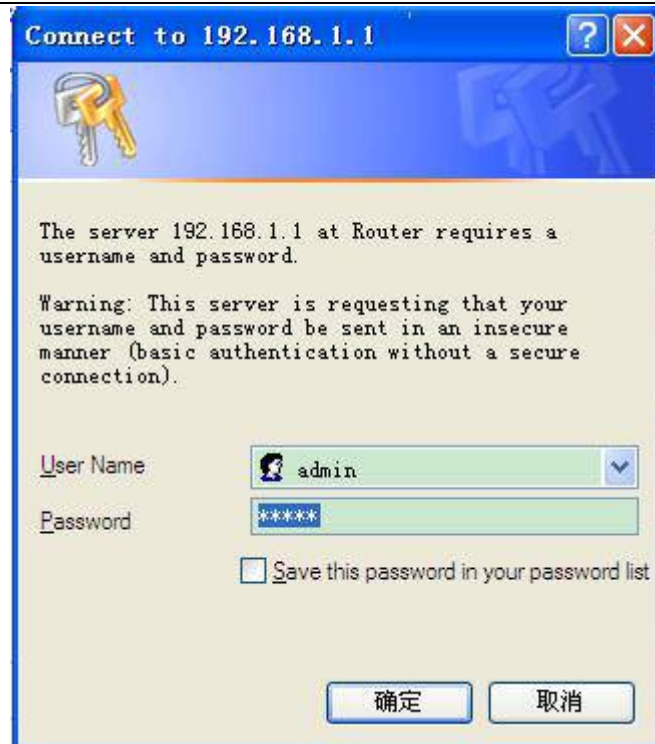 Connect to 192.168.1.1
The server 192.168.1.1 at Router requires a
username and password.
Warning: This server is requesting that your
username and password be sent in an insecure
manner (basic authentication without a secure
connection).
User Name
admin
Password
*****
Save this password in your password list
确定
取消